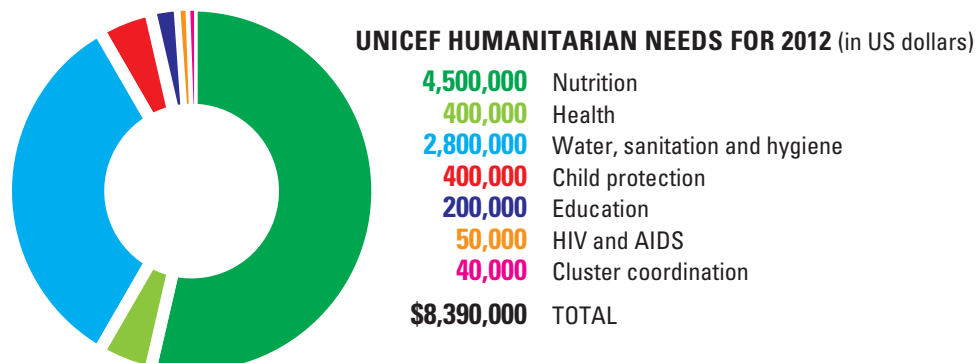 UNICEF HUMANITARIAN NEEDS FOR 2012 (in US dollars)
4,500,000 Nutrition
400,000 Health
2,800,000 Water, sanitation and hygiene
400,000 Child protection
200,000 Education
50,000 HIV and AIDS
40,000 Cluster coordination
$8,390,000 TOTAL